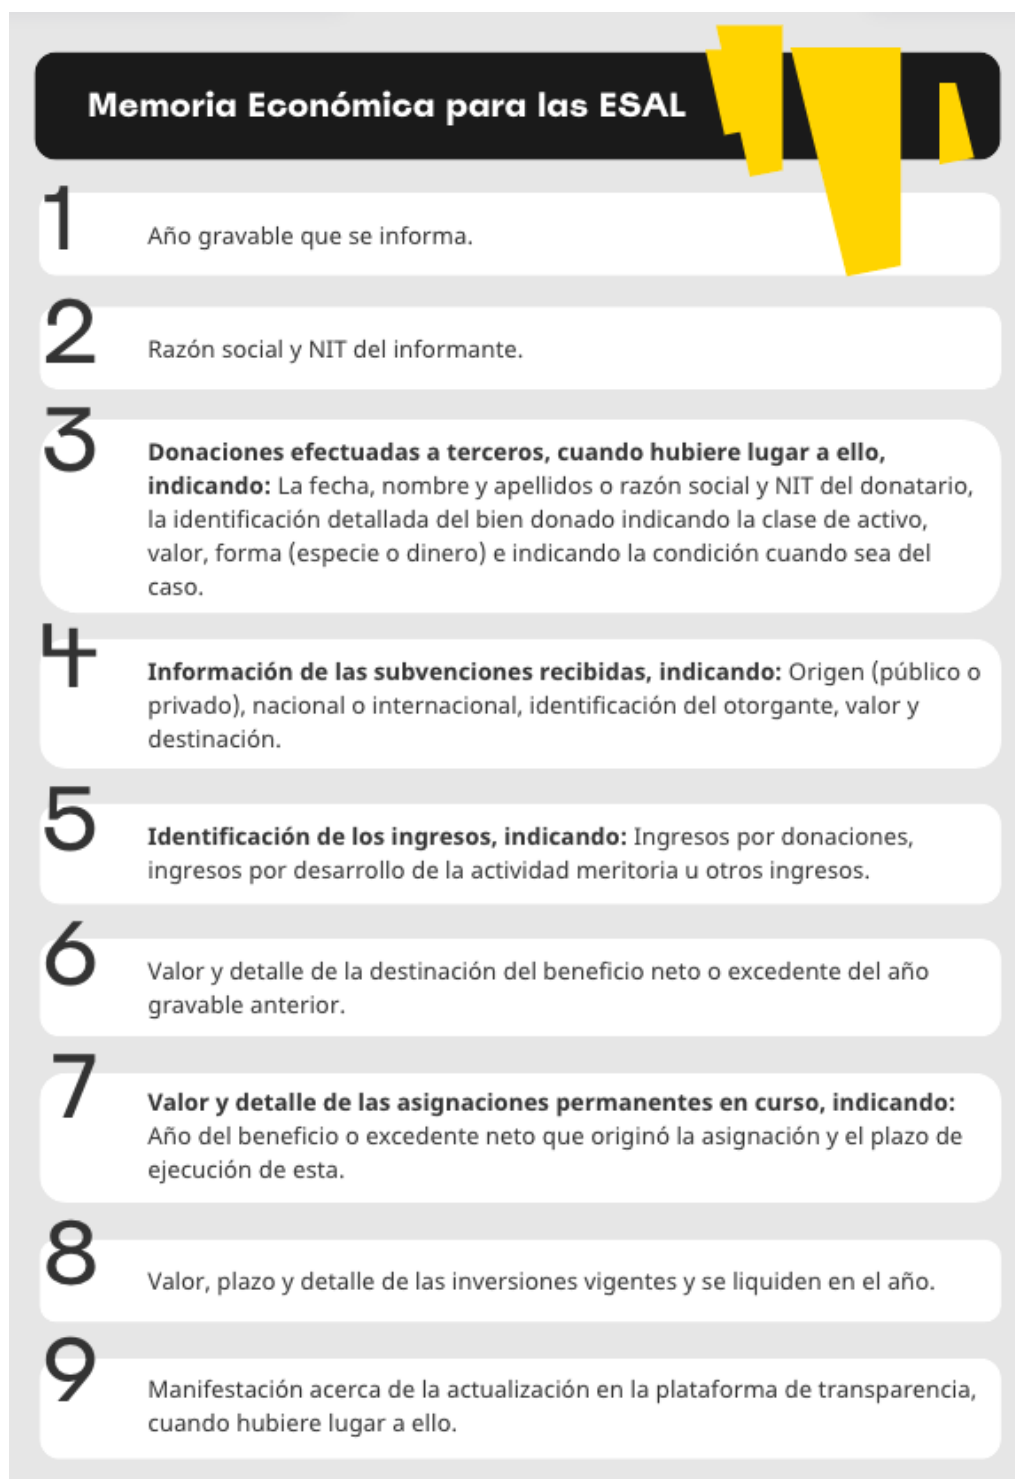 Memoria Económica para las ESAL
1
Año gravable que se informa.
2
Razón social y NIT del informante.
3
Donaciones efectuadas a terceros, cuando hubiere lugar a ello,
indicando: La fecha, nombre y apellidos o razón social y NIT del donatario,
la identificación detallada del bien donado indicando la clase de activo,
valor, forma (especie o dinero) e indicando la condición cuando sea del
caso.
4
Información de las subvenciones recibidas, indicando: Origen (público o
privado), nacional o internacional, identificación del otorgante, valor y
destinación.
5
Identificación de los ingresos, indicando: Ingresos por donaciones,
ingresos por desarrollo de la actividad meritoria u otros ingresos.
6
Valor y detalle de la destinación del beneficio neto o excedente del año
gravable anterior.
7
Valor y detalle de las asignaciones permanentes en curso, indicando:
Año del beneficio o excedente neto que originó la asignación y el plazo de
ejecución de esta.
8
Valor, plazo y detalle de las inversiones vigentes y se liquiden en el año.
9
Manifestación acerca de la actualización en la plataforma de transparencia,
cuando hubiere lugar a ello.